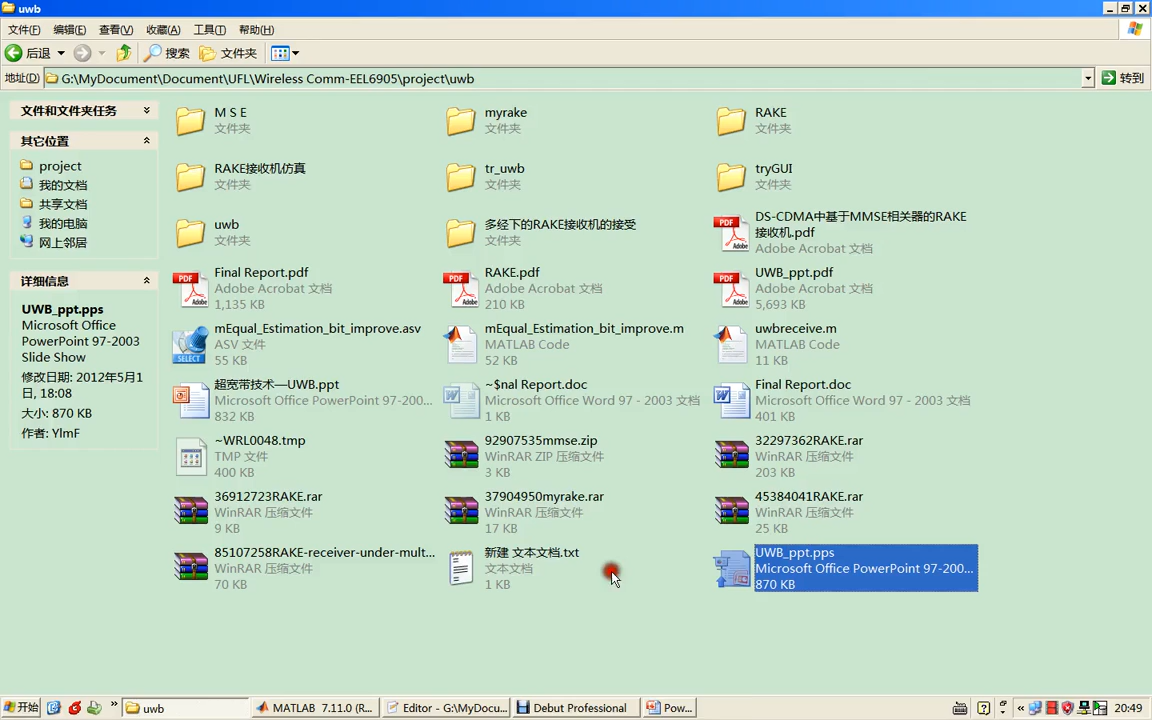 uwb
文件(F) 编辑(E) 查看(V) 收藏(A) 工具(T) 帮助(H)
后退 搜索 文件夹
地址(D) G:\MyDocument\Document\UFL\Wireless Comm-EEL6905\project\uwb 转到
文件和文件夹任务
其它位置
project
我的文档
共享文档
我的电脑
网上邻居
详细信息
UWB_ppt.pps
Microsoft Office
PowerPoint 97-2003
Slide Show
修改日期: 2012年5月1
日, 18:08
大小: 870 KB
作者: YlmF
M S E
文件夹
myrake
文件夹
RAKE
文件夹
RAKE接收机仿真
文件夹
tr_uwb
文件夹
tryGUI
文件夹
uwb
文件夹
多经下的RAKE接收机的接受
文件夹
DS-CDMA中基于MMSE相关器的RAKE
接收机.pdf
Adobe Acrobat 文档
Final Report.pdf
Adobe Acrobat 文档
1,135 KB
RAKE.pdf
Adobe Acrobat 文档
210 KB
UWB_ppt.pdf
Adobe Acrobat 文档
5,693 KB
mEqual_Estimation_bit_improve.asv
ASV 文件
55 KB
mEqual_Estimation_bit_improve.m
MATLAB Code
52 KB
uwbreceive.m
MATLAB Code
11 KB
超宽带技术—UWB.ppt
Microsoft Office PowerPoint 97-200...
832 KB
~$nal Report.doc
Microsoft Office Word 97 - 2003 文档
1 KB
Final Report.doc
Microsoft Office Word 97 - 2003 文档
401 KB
~WRL0048.tmp
TMP 文件
400 KB
92907535mmse.zip
WinRAR ZIP 压缩文件
3 KB
32297362RAKE.rar
WinRAR 压缩文件
203 KB
36912723RAKE.rar
WinRAR 压缩文件
9 KB
37904950myrake.rar
WinRAR 压缩文件
17 KB
45384041RAKE.rar
WinRAR 压缩文件
25 KB
85107258RAKE-receiver-under-mult...
WinRAR 压缩文件
70 KB
新建 文本文档.txt
文本文档
1 KB
UWB_ppt.pps
Microsoft Office PowerPoint 97-200...
870 KB
开始 uwb MATLAB 7.11.0 (R... Editor - G:\MyDocu... Debut Professional Pow... 20:49